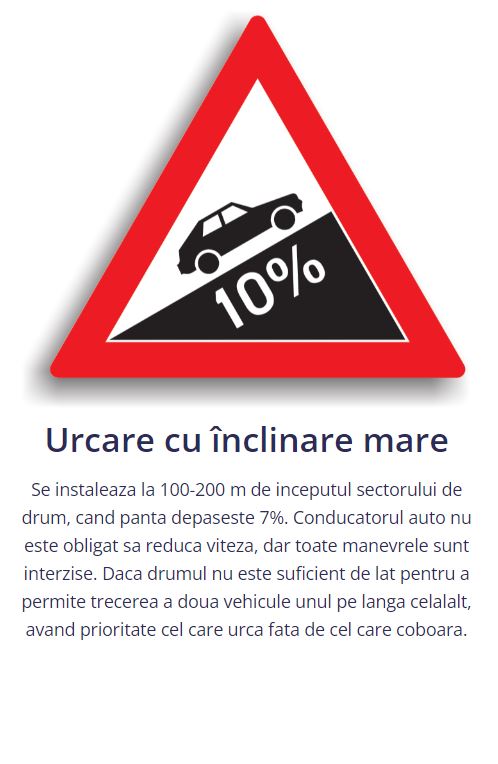 10%
Urcare cu înclinare mare
Se instaleaza la 100-200 m de inceputul sectorului de
drum, cand panta depaseste 7%. Conducatorul auto nu
este obligat sa reduca viteza, dar toate manevrele sunt
interzise. Daca drumul nu este suficient de lat pentru a
permite trecerea a doua vehicule unul pe langa celalalt,
avand prioritate cel care urca fata de cel care coboara.